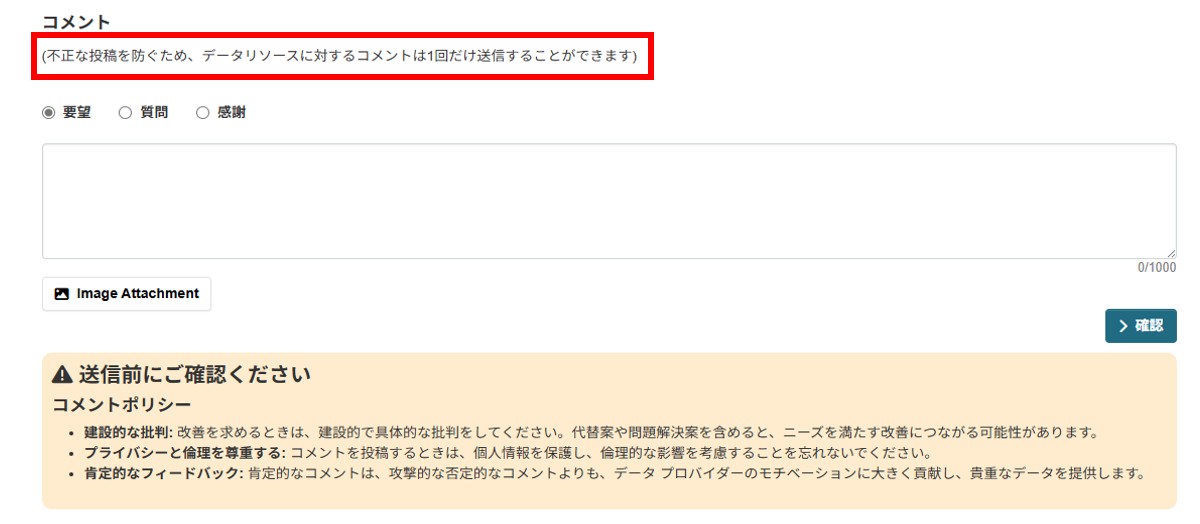 コメント
(不正な投稿を防ぐため、データリソースに対するコメントは1回だけ送信することができます)
要望 質問 感謝
0/1000
Image Attachment
確認
送信前にご確認ください
コメントポリシー
• 建設的な批判: 改善を求めるときは、建設的で具体的な批判をしてください。代替案や問題解決案を含めると、ニーズを満たす改善につながる可能性があります。
• プライバシーと倫理を尊重する: コメントを投稿するときは、個人情報を保護し、倫理的な影響を考慮することを忘れないでください。
• 肯定的なフィードバック: 肯定的なコメントは、攻撃的な否定的なコメントよりも、データ プロバイダーのモチベーションに大きく貢献し、貴重なデータを提供します。